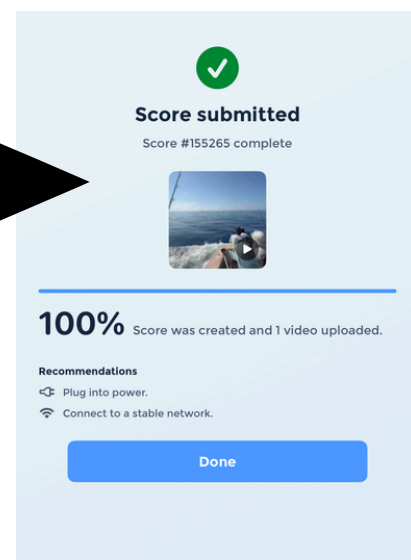 Score submitted
Score #155265 complete
100% Score was created and 1 video uploaded.
Recommendations
Plug into power.
Connect to a stable network.
Done